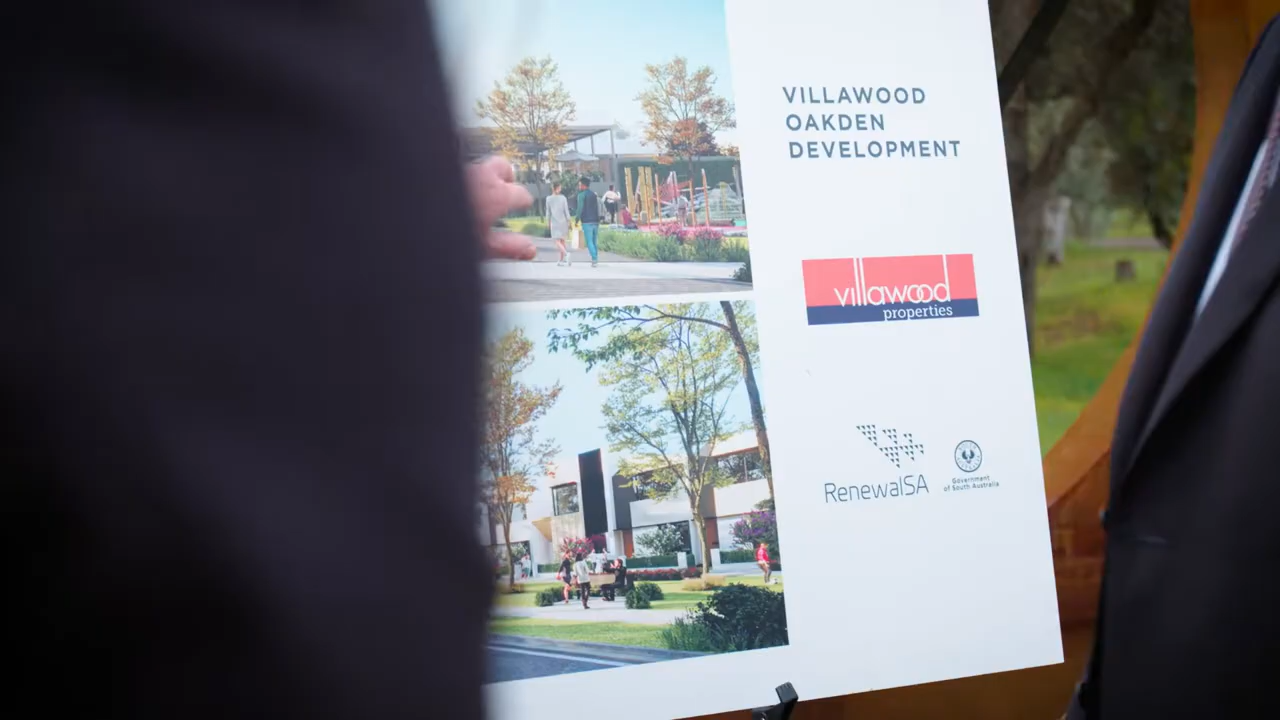 VILLAWOOD
OAKDEN
DEVELOPMENT
villawood
properties
RenewalSA
Government
of South Australia